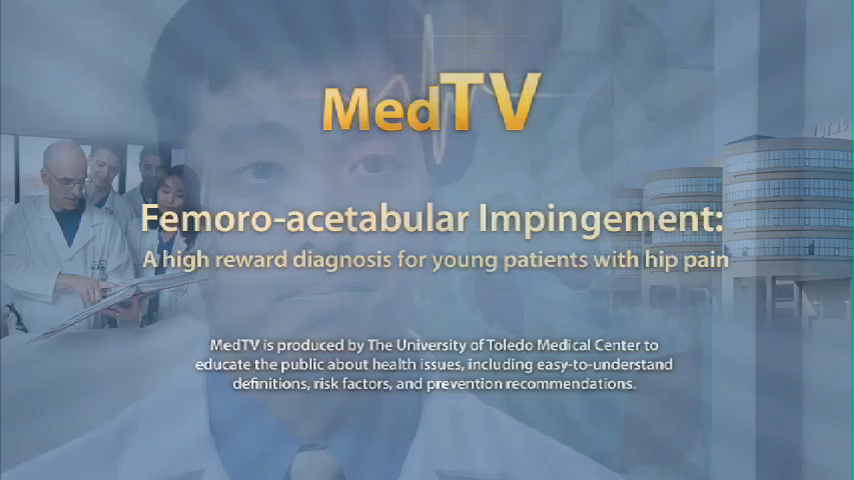 MedTV
Femoro-acetabular Impingement:
A high reward diagnosis for young patients with hip pain
MedTV is produced by The University of Toledo Medical Center to
educate the public about health issues, including easy-to-understand
definitions, risk factors, and prevention recommendations.